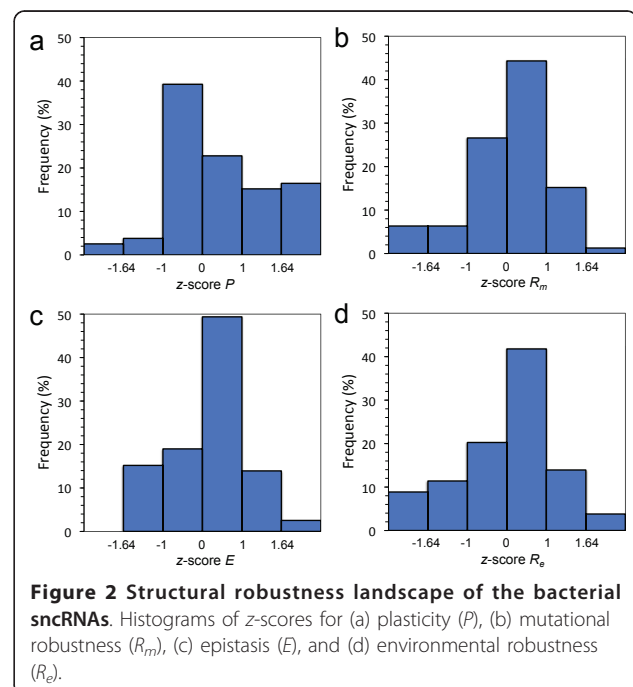 a
50
40
30
20
10
0
Frequency (%)
-1.64 -1 0 1 1.64
z-score P
b
50
40
30
20
10
0
Frequency (%)
-1.64 -1 0 1 1.64
z-score Rm
c
50
40
30
20
10
0
Frequency (%)
-1.64 -1 0 1 1.64
z-score E
d
50
40
30
20
10
0
Frequency (%)
-1.64 -1 0 1 1.64
z-score Re
Figure 2 Structural robustness landscape of the bacterial
sncRNAs. Histograms of z-scores for (a) plasticity (P), (b) mutational
robustness (Rm), (c) epistasis (E), and (d) environmental robustness
(Re).